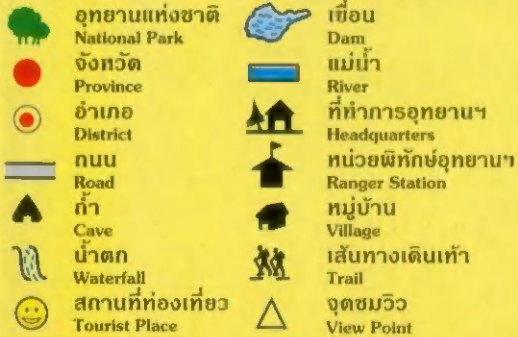 อุทยานแห่งชาติ
National Park
จังหวัด
Province
อำเภอ
District
ถนน
Road
ถ้ำ
Cave
น้ำตก
Waterfall
สถานที่ท่องเที่ยว
Tourist Place
เขื่อน
Dam
แม่น้ำ
River
ที่ทำการอุทยานฯ
Headquarters
หน่วยพิทักษ์อุทยานฯ
Ranger Station
หมู่บ้าน
Village
เส้นทางเดินเท้า
Trail
จุดชมวิว
View Point